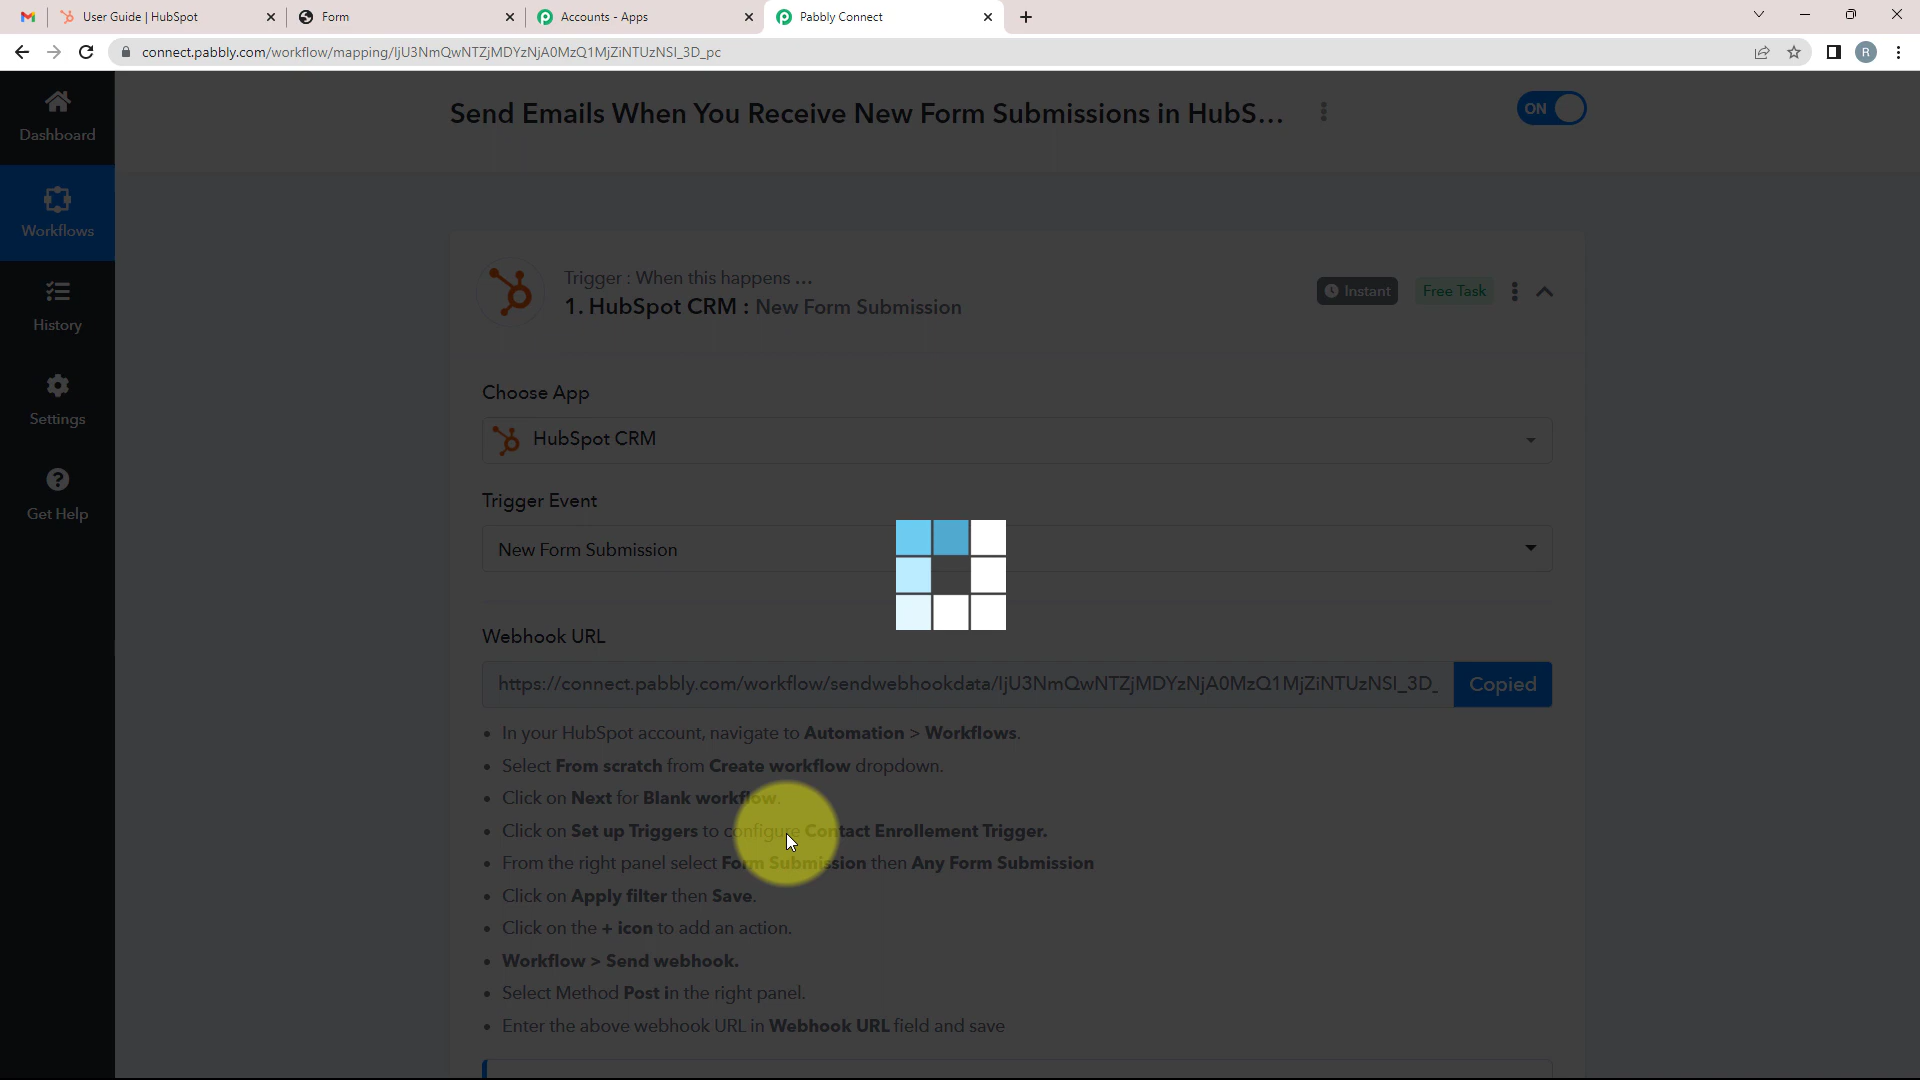 User Guide | HubSpot
Form
Accounts - Apps
Pabbly Connect
connect.pabbly.com/workflow/mapping/IjU3NmQwNTZjMDYzNjA0MzQ1MjZiNTUzNSI_3D_pc
R
Dashboard
Workflows
History
Settings
Get Help
Send Emails When You Receive New Form Submissions in HubS...
ON
Trigger : When this happens ...
1. HubSpot CRM : New Form Submission
Instant
Free Task
Choose App
HubSpot CRM
Trigger Event
New Form Submission
Webhook URL
https://connect.pabbly.com/workflow/sendwebhookdata/IjU3NmQwNTZjMDYzNjA0MzQ1MjZiNTUzNSI_3D_
Copied
• In your HubSpot account, navigate to Automation > Workflows.
• Select From scratch from Create workflow dropdown.
• Click on Next for Blank workflow.
• Click on Set up Triggers to configure Contact Enrollement Trigger.
• From the right panel select Form Submission then Any Form Submission
• Click on Apply filter then Save.
• Click on the + icon to add an action.
• Workflow > Send webhook.
• Select Method Post in the right panel.
• Enter the above webhook URL in Webhook URL field and save